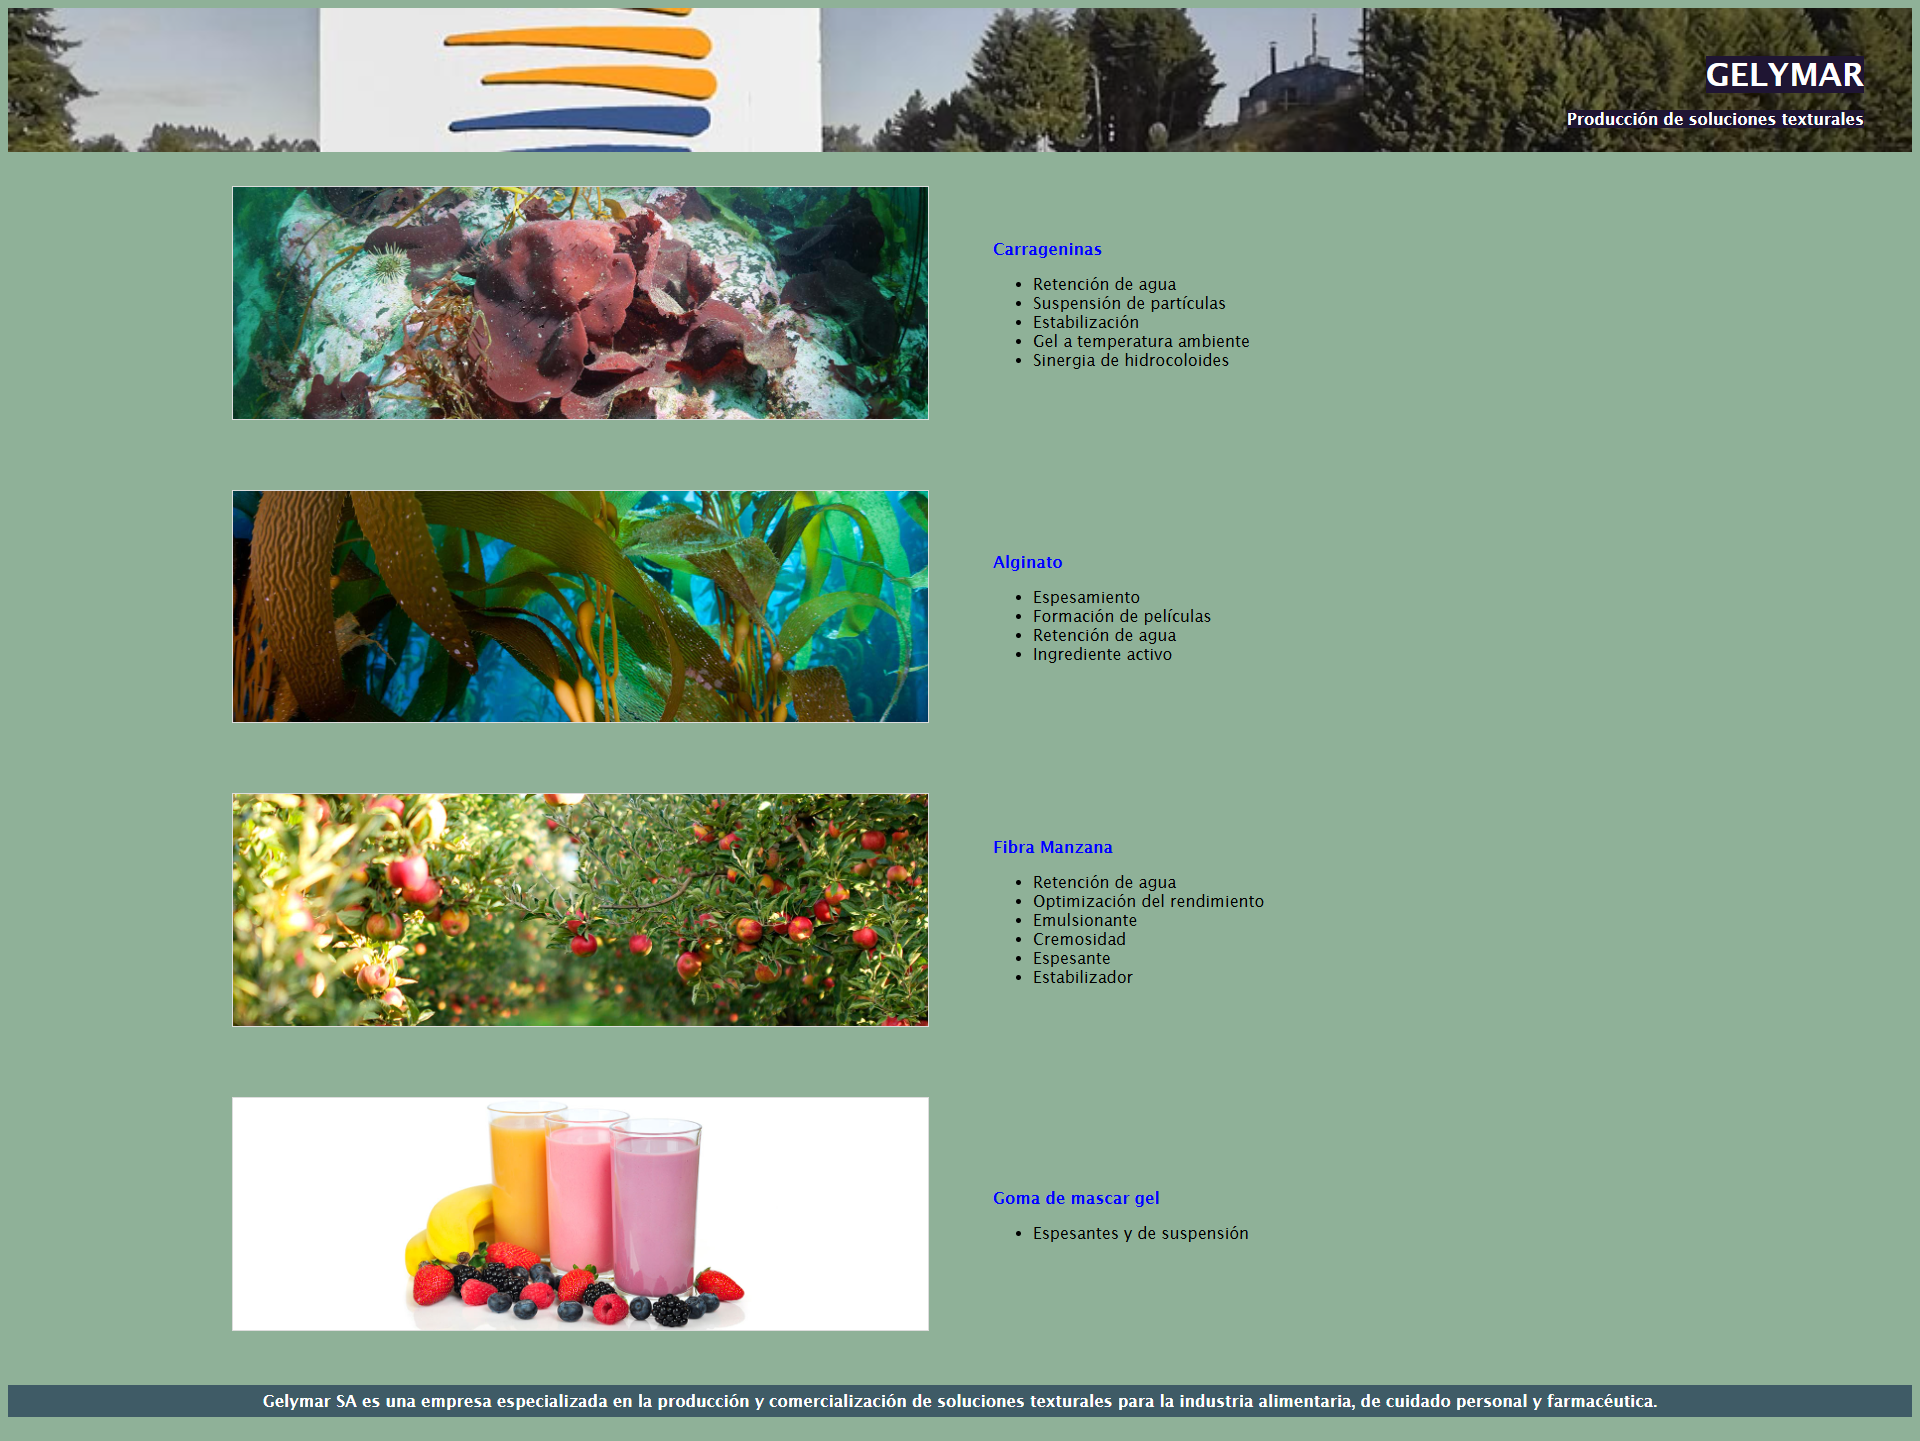 GELYMAR
Producción de soluciones texturales
Carrageninas
Retención de agua
Suspensión de partículas
Estabilización
Gel a temperatura ambiente
Sinergia de hidrocoloides
Alginato
Espesamiento
Formación de películas
Retención de agua
Ingrediente activo
Fibra Manzana
Retención de agua
Optimización del rendimiento
Emulsionante
Cremosidad
Espesante
Estabilizador
Goma de mascar gel
Espesantes y de suspensión
Gelymar SA es una empresa especializada en la producción y comercialización de soluciones texturales para la industria alimentaria, de cuidado personal y farmacéutica.